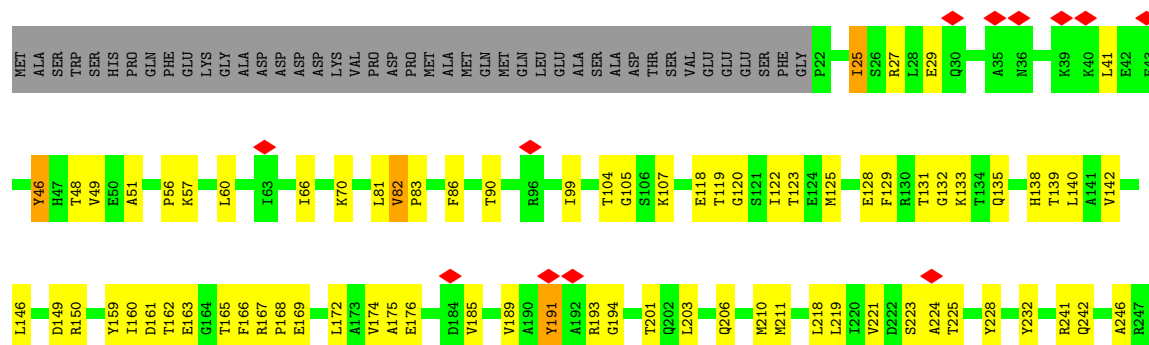 MET ALA SER TRP SER HIS PRO GLN PHE GLU LYS GLY ALA ASP ASP ASP ASP LYS VAL PRO ASP PRO MET ALA MET GLN MET GLN LEU GLU ALA SER ALA ASP THR SER VAL GLU GLU GLU SER PHE GLY P22 I25 S26 R27 L28 E29 Q30 A35 N36 K39 K40 L41 E42 E43
Y46 H47 T48 V49 E50 A51 P56 K57 L60 I63 I66 K70 L81 V82 P83 F86 T90 R96 I99 T104 G105 S106 K107 E118 T119 G120 S121 I122 T123 E124 M125 E128 F129 R130 T131 G132 K133 T134 Q135 H138 T139 L140 A141 V142
L146 D149 R150 Y159 I160 D161 T162 E163 G164 T165 F166 R167 P168 E169 L172 A173 V174 A175 E176 D184 V185 V189 A190 Y191 A192 R193 G194 T201 Q202 L203 Q206 M210 M211 L218 L219 I220 V221 D222 S223 A224 T225 Y228 Y232 R241 Q242 A246 R247